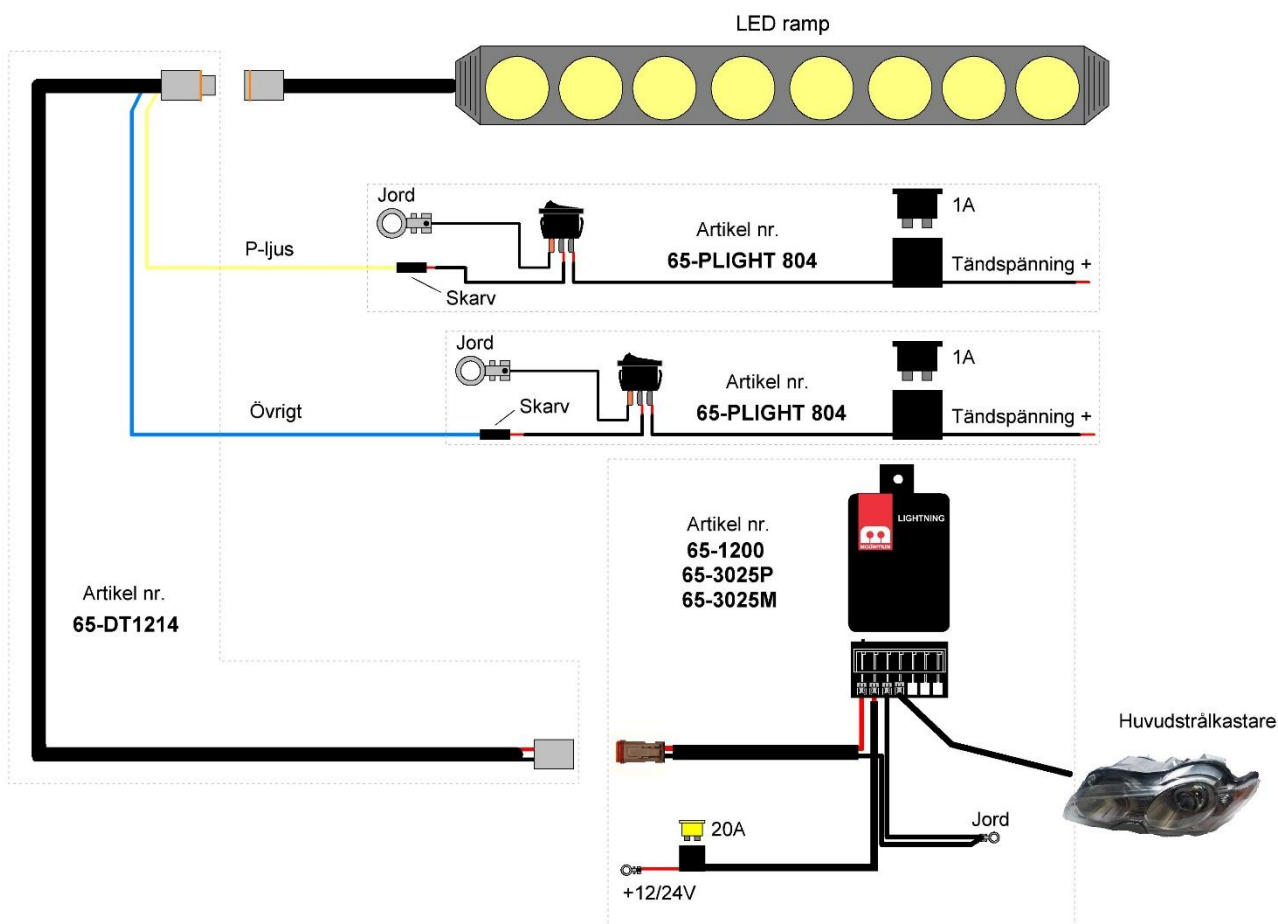 LED ramp
Jord
1A
Artikel nr.
65-PLIGHT 804
P-ljus
Tändspänning +
Skarv
Jord
1A
Artikel nr.
65-PLIGHT 804
Övrigt
Skarv
Tändspänning +
LIGHTNING
modernum
Artikel nr.
65-1200
65-3025P
65-3025M
Artikel nr.
65-DT1214
Huvudstrålkastare
20A
Jord
+12/24V